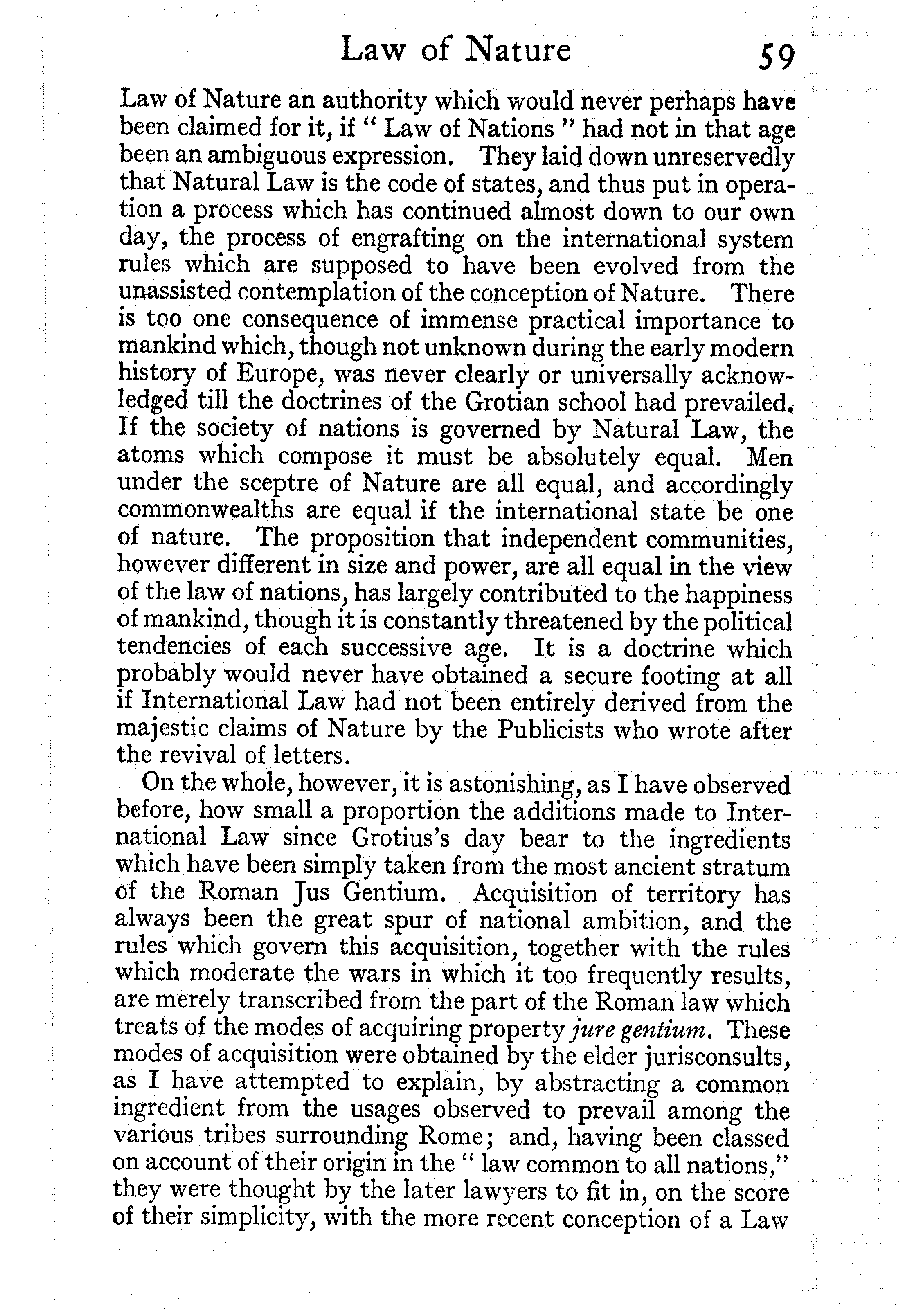 Law of Nature 59
Law of Nature an authority which would never perhaps have
been claimed for it, if “ Law of Nations ” had not in that age
been an ambiguous expression. They laid down unreservedly
that Natural Law is the code of states, and thus put in opera-
tion a process which has continued almost down to our own
day, the process of engrafting on the international system
rules which are supposed to have been evolved from the
unassisted contemplation of the conception of Nature. There
is too one consequence of immense practical importance to
mankind which, though not unknown during the early modern
history of Europe, was never clearly or universally acknow-
ledged till the doctrines of the Grotian school had prevailed.
If the society of nations is governed by Natural Law, the
atoms which compose it must be absolutely equal. Men
under the sceptre of Nature are all equal, and accordingly
commonwealths are equal if the international state be one
of nature. The proposition that independent communities,
however different in size and power, are all equal in the view
of the law of nations, has largely contributed to the happiness
of mankind, though it is constantly threatened by the political
tendencies of each successive age. It is a doctrine which
probably would never have obtained a secure footing at all
if International Law had not been entirely derived from the
majestic claims of Nature by the Publicists who wrote after
the revival of letters.
On the whole, however, it is astonishing, as I have observed
before, how small a proportion the additions made to Inter-
national Law since Grotius's day bear to the ingredients
which have been simply taken from the most ancient stratum
of the Roman Jus Gentium. Acquisition of territory has
always been the great spur of national ambition, and the
rules which govern this acquisition, together with the rules
which moderate the wars in which it too frequently results,
are merely transcribed from the part of the Roman law which
treats of the modes of acquiring property jure gentium. These
modes of acquisition were obtained by the elder jurisconsults,
as I have attempted to explain, by abstracting a common
ingredient from the usages observed to prevail among the
various tribes surrounding Rome; and, having been classed
on account of their origin in the “ law common to all nations,”
they were thought by the later lawyers to fit in, on the score
of their simplicity, with the more recent conception of a Law